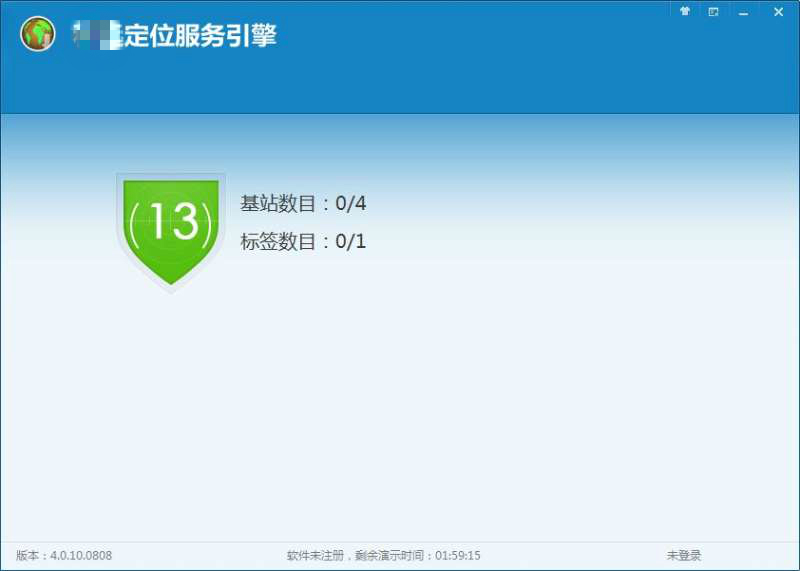 定位服务引擎
(13)
基站数目：0/4
标签数目：0/1
版本：4.0.10.0808
软件未注册，剩余演示时间：01:59:15
未登录